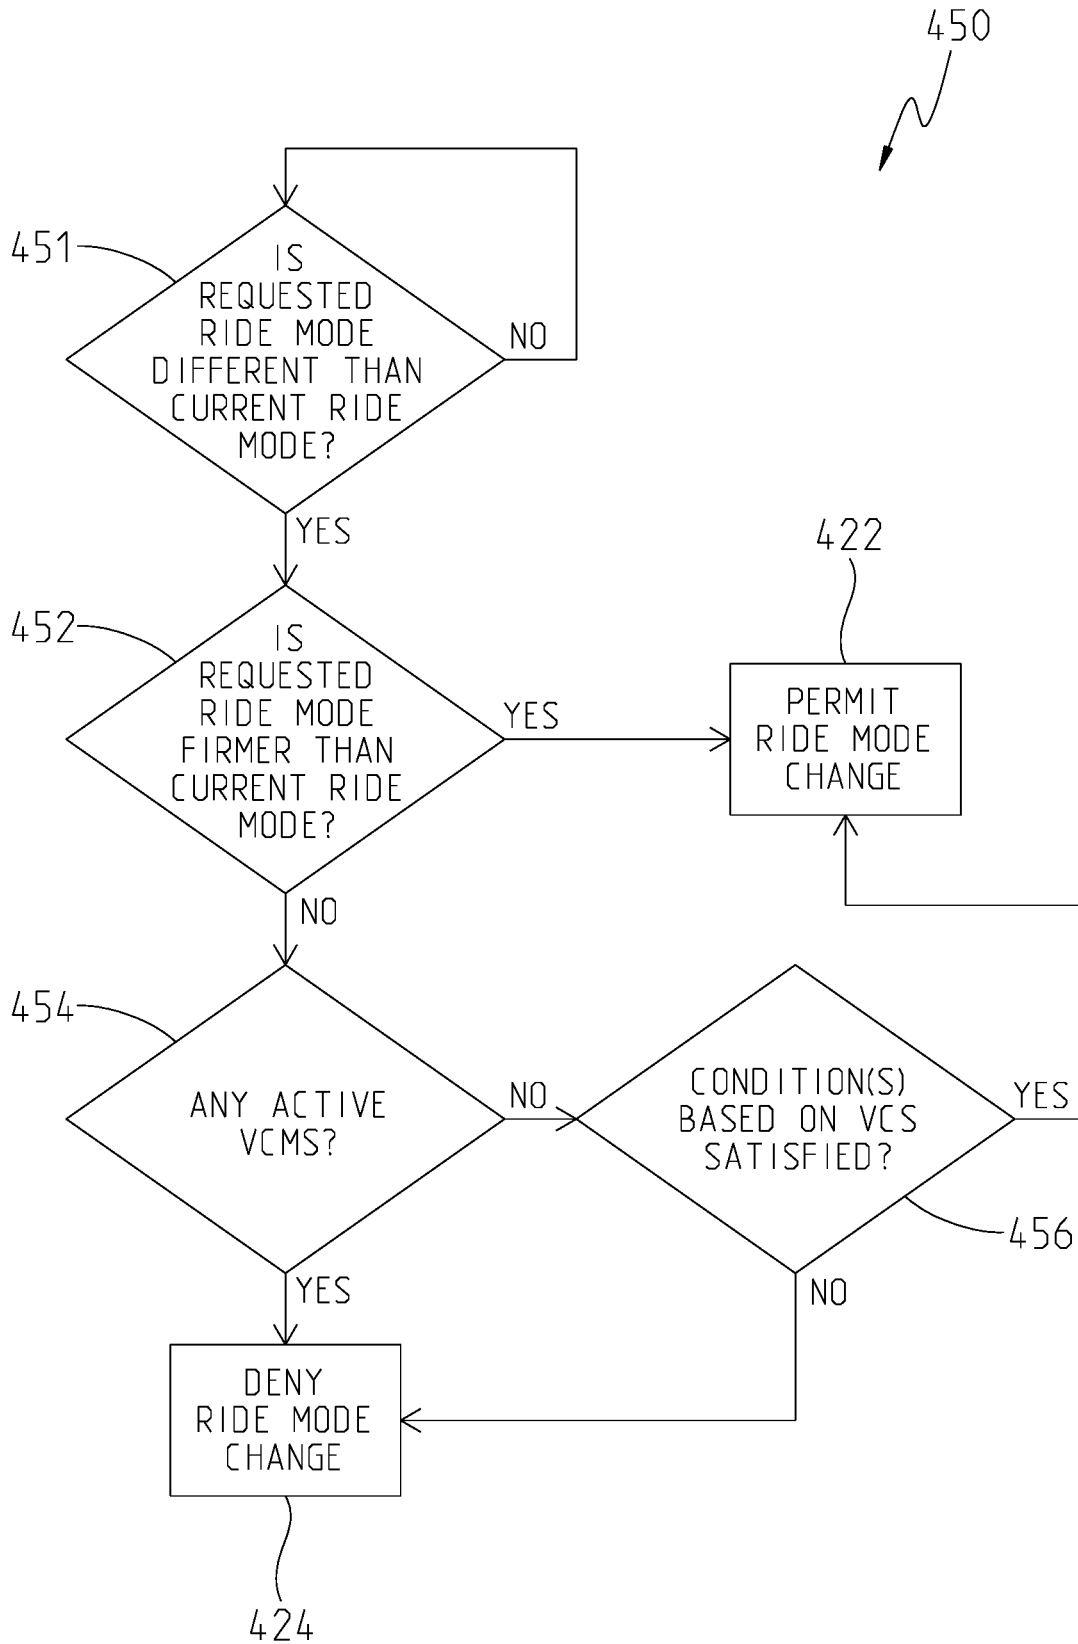 450
451
IS
REQUESTED
RIDE MODE
DIFFERENT THAN
CURRENT RIDE
MODE?
NO
YES
422
452
IS
REQUESTED
RIDE MODE
FIRMER THAN
CURRENT RIDE
MODE?
YES
PERMIT
RIDE MODE
CHANGE
NO
454
ANY ACTIVE
VCMS?
NO
CONDITION(S)
BASED ON VCS
SATISFIED?
YES
456
YES
NO
DENY
RIDE MODE
CHANGE
424